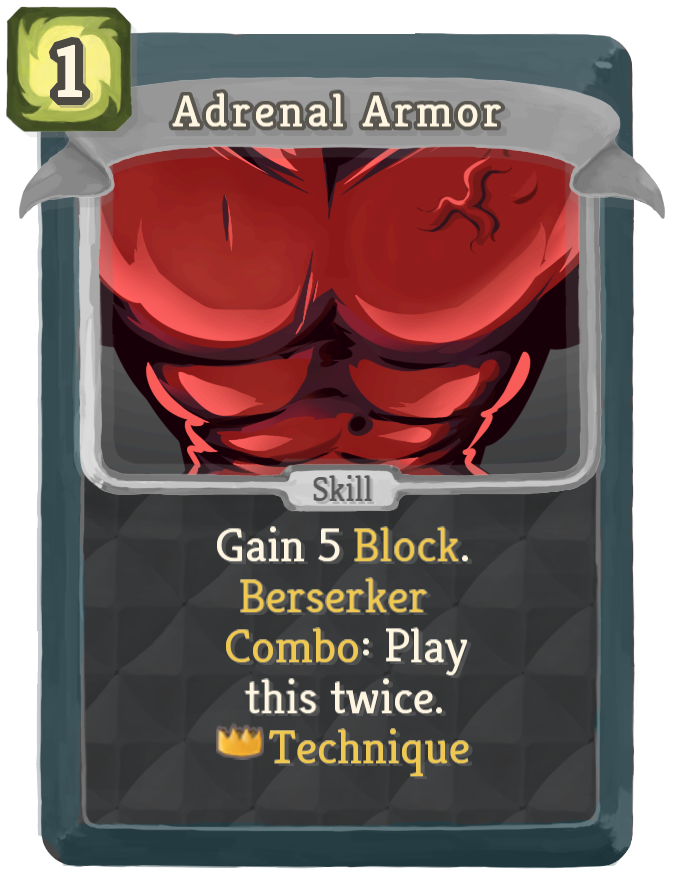 1
Adrenal Armor
Skill
Gain 5 Block.
Berserker
Combo: Play
this twice.
Technique